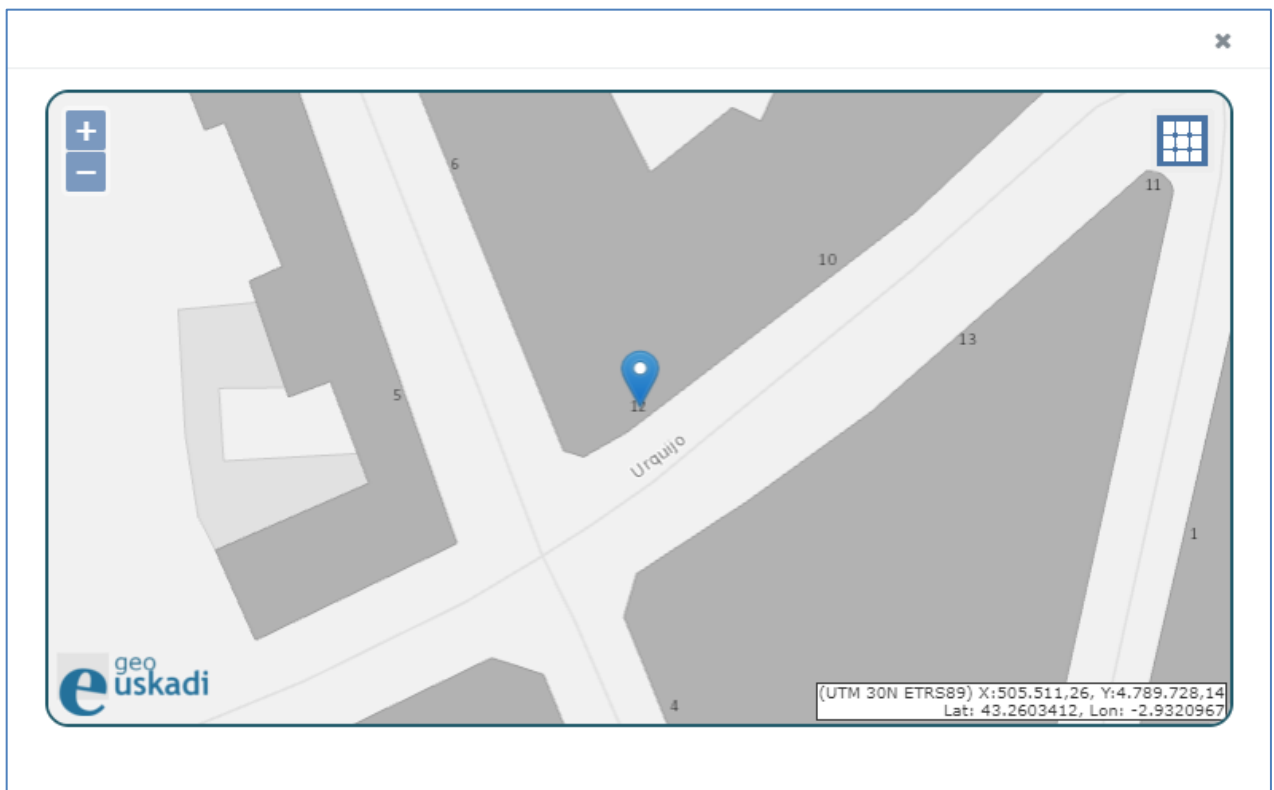 ✖
+
−
6
11
10
13
5
12
Urquijo
1
geo
euskadi
4
(UTM 30N ETRS89) X:505.511,26, Y:4.789.728,14
Lat: 43.2603412, Lon: -2.9320967